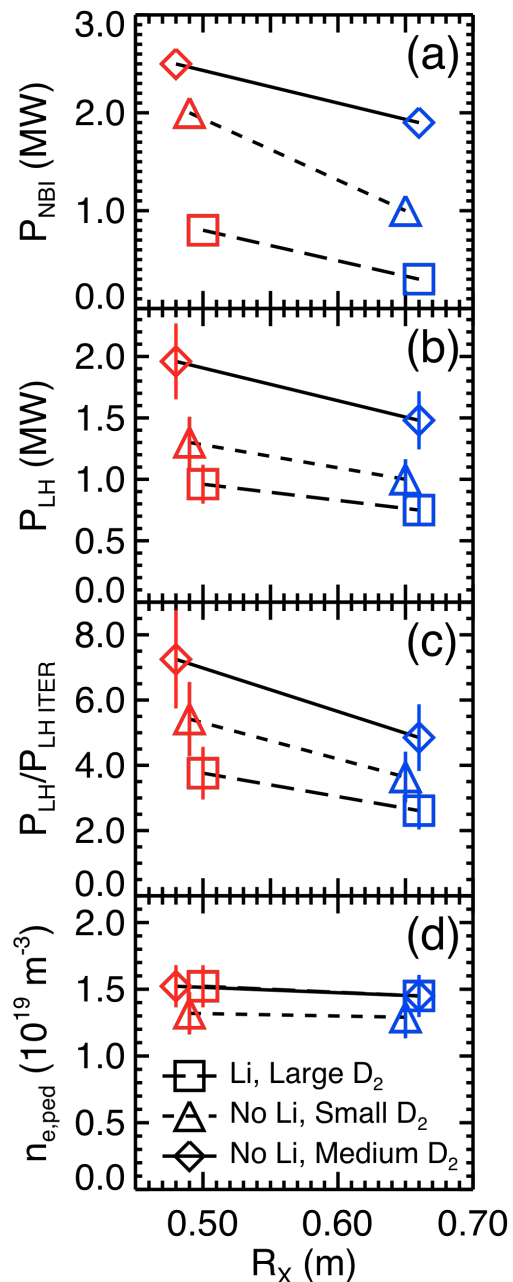 (a)
3.0
2.0
1.0
0.0
P_NBI (MW)
(b)
2.0
1.5
1.0
0.5
0.0
P_LH (MW)
(c)
8.0
6.0
4.0
2.0
0.0
P_LH/P_LH ITER
(d)
2.0
1.5
1.0
0.5
0.0
n_e,ped (10^19 m^-3)
Li, Large D_2
No Li, Small D_2
No Li, Medium D_2
0.50 0.60 0.70
R_X (m)